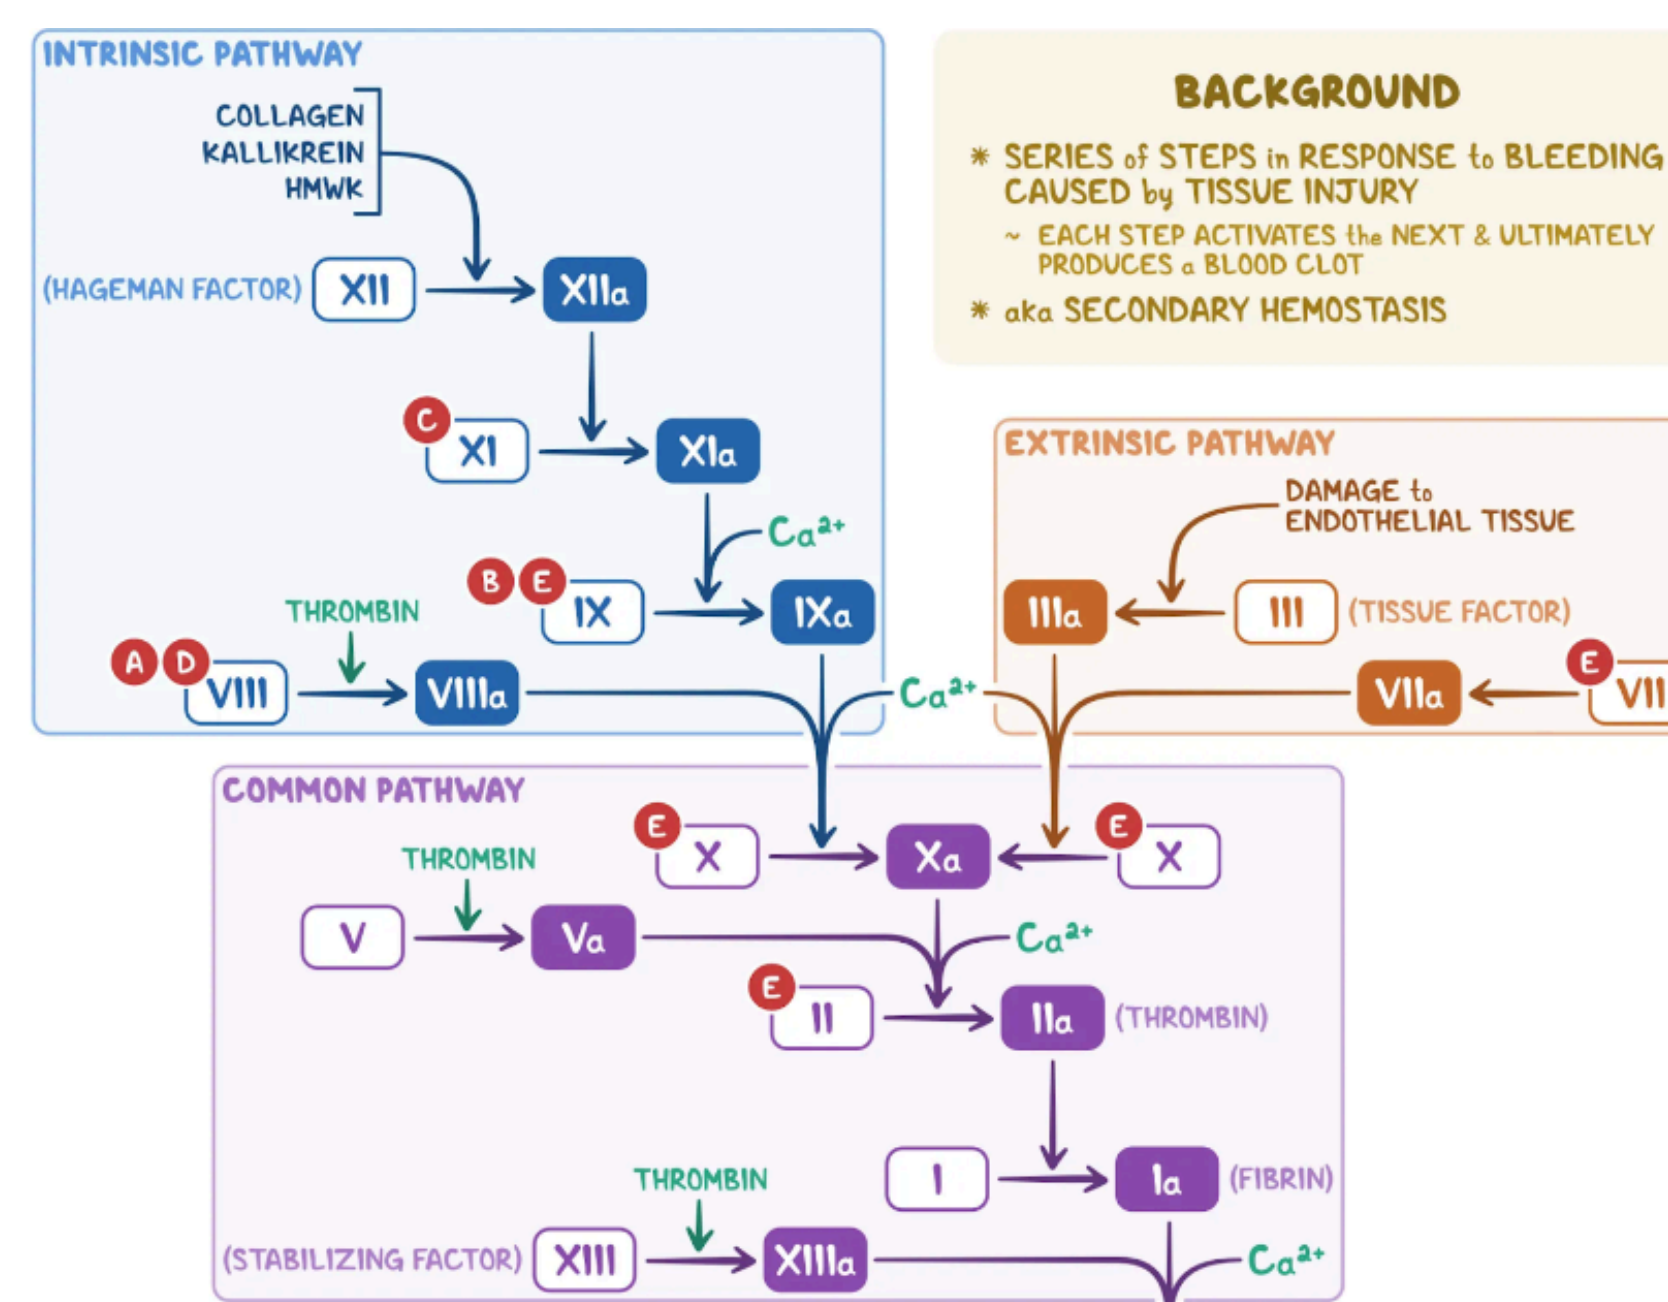 INTRINSIC PATHWAY
COLLAGEN
KALLIKREIN
HMWK
(HAGEMAN FACTOR) XII XIIa
C
XI XIa
Ca²⁺
B E
IX IXa
THROMBIN
A D
VIII VIIIa
Ca²⁺
BACKGROUND
* SERIES of STEPS in RESPONSE to BLEEDING
CAUSED by TISSUE INJURY
~ EACH STEP ACTIVATES the NEXT & ULTIMATELY
PRODUCES a BLOOD CLOT
* aka SECONDARY HEMOSTASIS
EXTRINSIC PATHWAY
DAMAGE to
ENDOTHELIAL TISSUE
IIIa III (TISSUE FACTOR)
E
VIIa VII
COMMON PATHWAY
E E
X Xa X
THROMBIN
V Va Ca²⁺
E
II IIa (THROMBIN)
I Ia (FIBRIN)
THROMBIN
(STABILIZING FACTOR) XIII XIIIa Ca²⁺